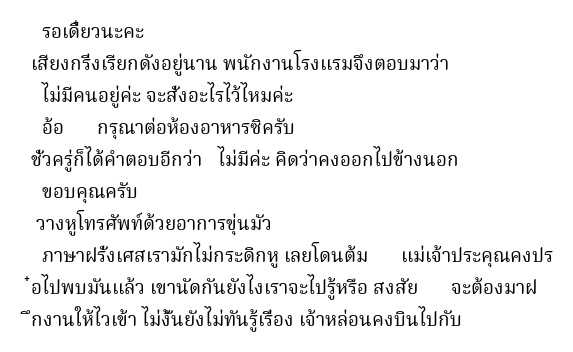 รอเดี๋ยวนะคะ
เสียงกริ่งเรียกดังอยู่นาน พนักงานโรงแรมจึงตอบมาว่า
ไม่มีคนอยู่ค่ะ จะสั่งอะไรไว้ไหมค่ะ
อ้อ กรุณาต่อห้องอาหารซิครับ
ชั่วครู่ก็ได้คำตอบอีกว่า ไม่มีค่ะ คิดว่าคงออกไปข้างนอก
ขอบคุณครับ
วางหูโทรศัพท์ด้วยอาการขุ่นมัว
ภาษาฝรั่งเศสเรามักไม่กระดิกหู เลยโดนต้ม แม่เจ้าประคุณคงปร
๋อไปพบมันแล้ว เขานัดกันยังไงเราจะไปรู้หรือ สงสัย จะต้องมาฝ
ึกงานให้ไวเข้า ไม่งั้นยังไม่ทันรู้เรื่อง เจ้าหล่อนคงบินไปกับ